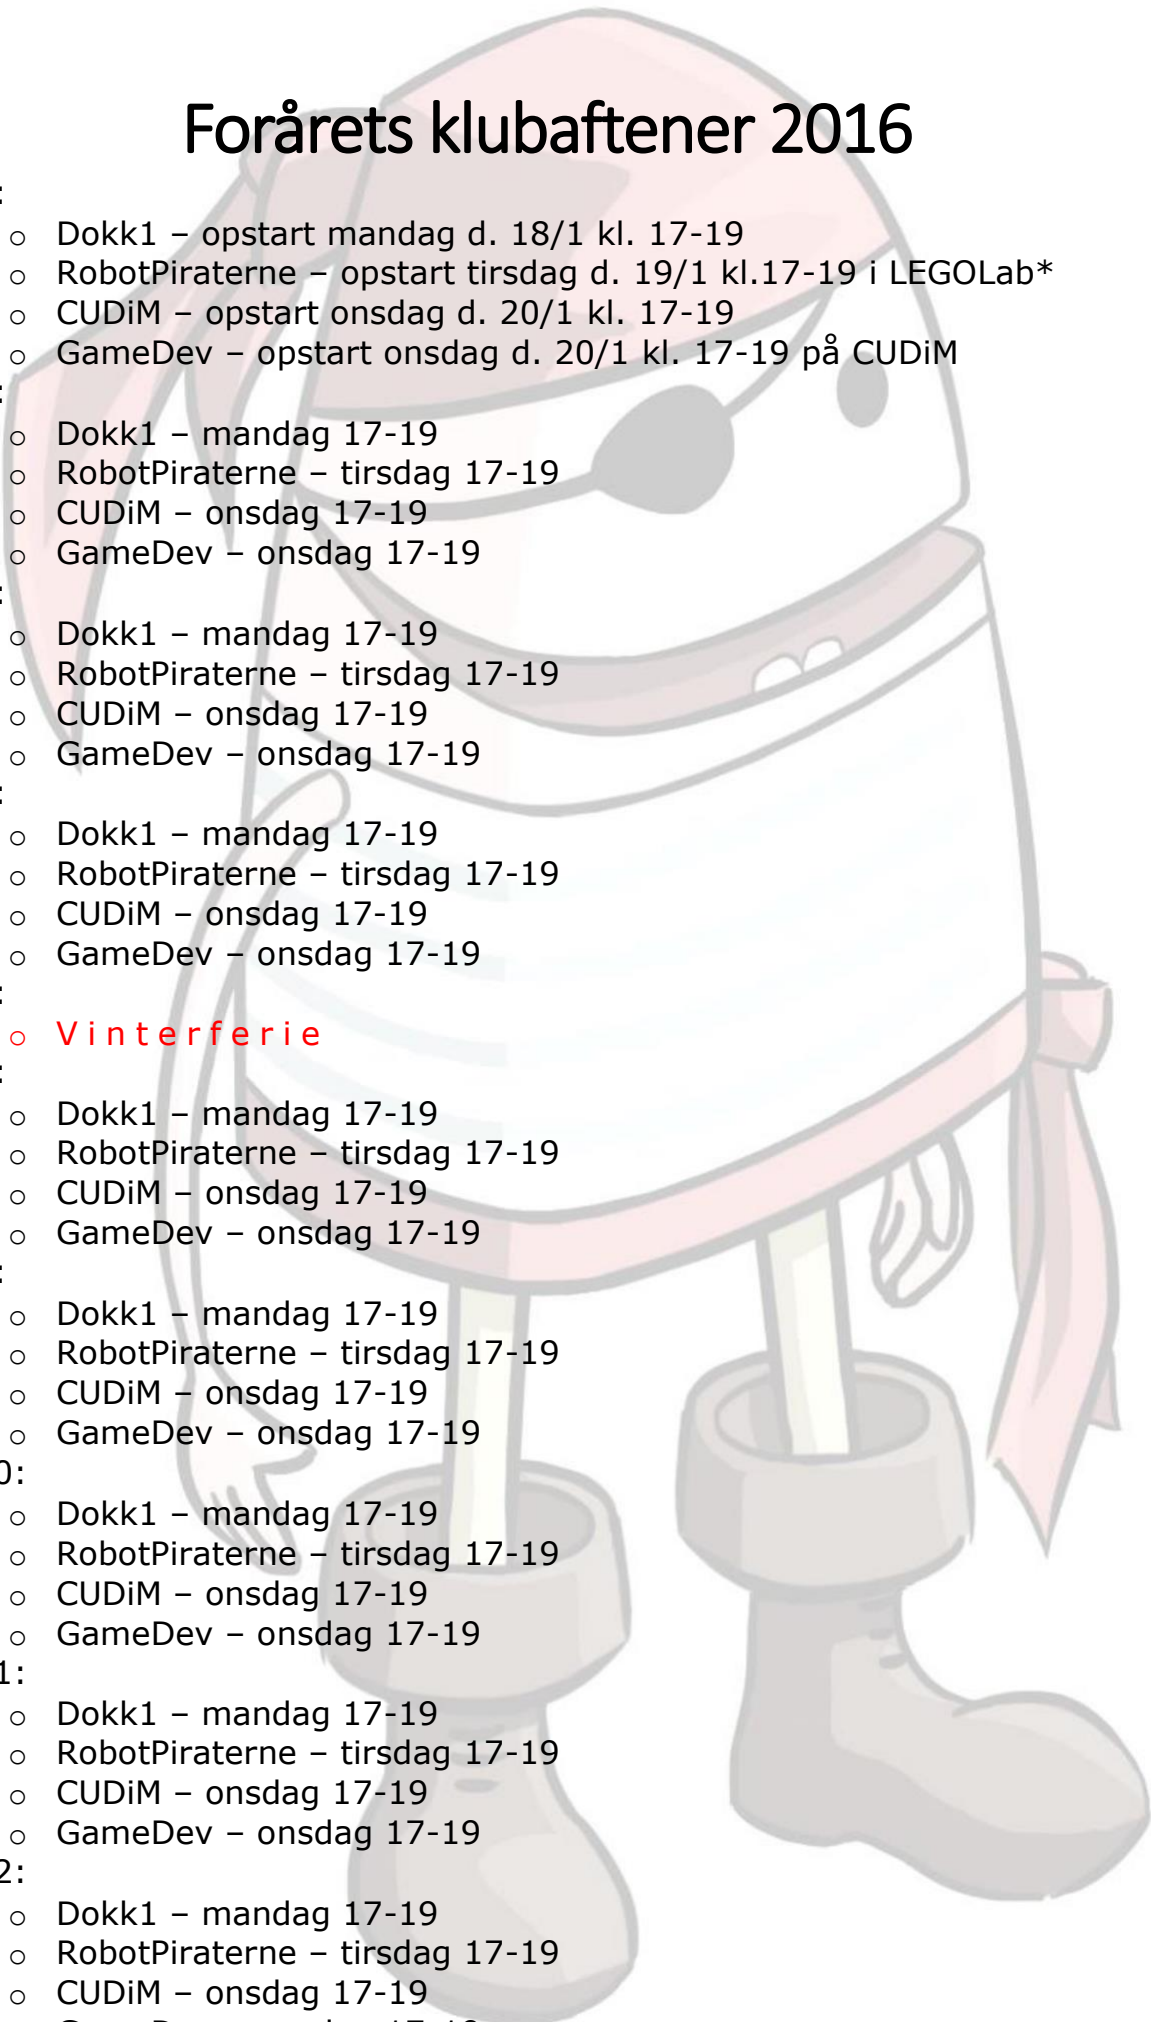 Forårets klubaftener 2016
:
o Dokk1 – opstart mandag d. 18/1 kl. 17-19
o RobotPiraterne – opstart tirsdag d. 19/1 kl.17-19 i LEGOLab*
o CUDiM – opstart onsdag d. 20/1 kl. 17-19
o GameDev – opstart onsdag d. 20/1 kl. 17-19 på CUDiM
:
o Dokk1 – mandag 17-19
o RobotPiraterne – tirsdag 17-19
o CUDiM – onsdag 17-19
o GameDev – onsdag 17-19
:
o Dokk1 – mandag 17-19
o RobotPiraterne – tirsdag 17-19
o CUDiM – onsdag 17-19
o GameDev – onsdag 17-19
:
o Dokk1 – mandag 17-19
o RobotPiraterne – tirsdag 17-19
o CUDiM – onsdag 17-19
o GameDev – onsdag 17-19
:
o V i n t e r f e r i e
:
o Dokk1 – mandag 17-19
o RobotPiraterne – tirsdag 17-19
o CUDiM – onsdag 17-19
o GameDev – onsdag 17-19
:
o Dokk1 – mandag 17-19
o RobotPiraterne – tirsdag 17-19
o CUDiM – onsdag 17-19
o GameDev – onsdag 17-19
0:
o Dokk1 – mandag 17-19
o RobotPiraterne – tirsdag 17-19
o CUDiM – onsdag 17-19
o GameDev – onsdag 17-19
1:
o Dokk1 – mandag 17-19
o RobotPiraterne – tirsdag 17-19
o CUDiM – onsdag 17-19
o GameDev – onsdag 17-19
2:
o Dokk1 – mandag 17-19
o RobotPiraterne – tirsdag 17-19
o CUDiM – onsdag 17-19